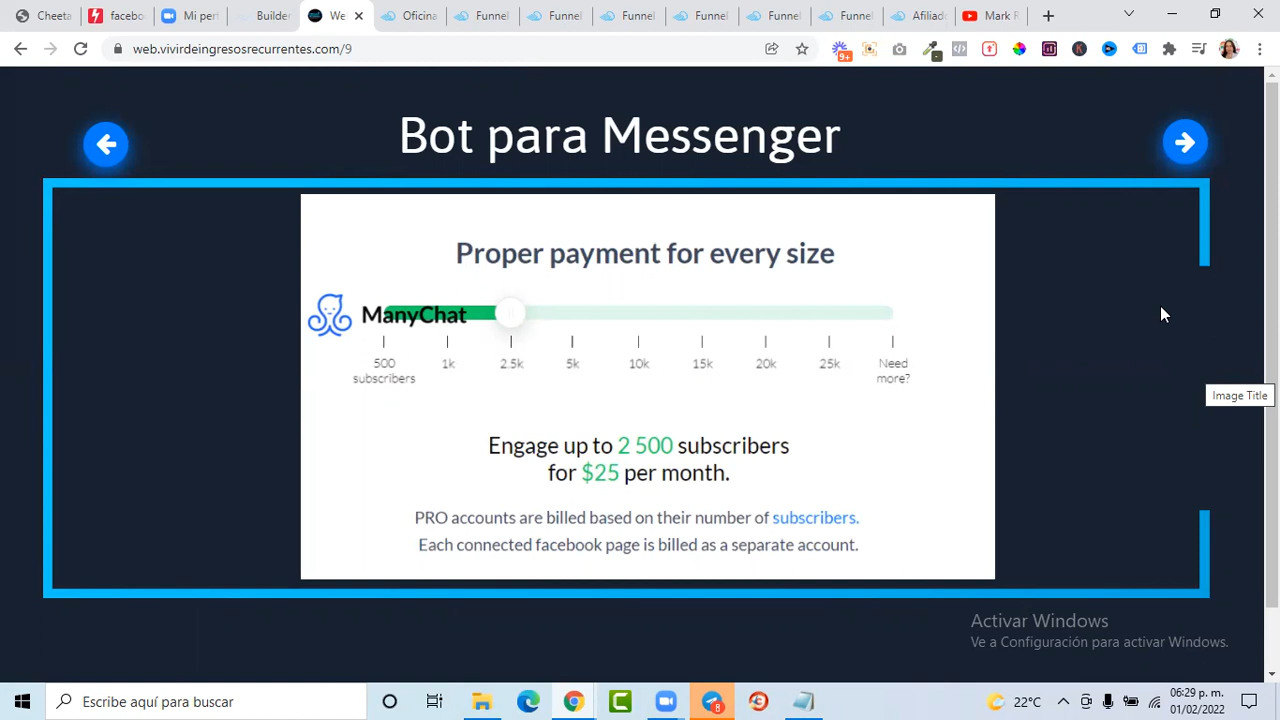 Cheeta
facebo
Mi pert
Builder
We
Oficina
Funnel
Funnel
Funnel
Funnel
Funnel
Funnel
Afiliad
Mark R
web.vivirdeingresosrecurrentes.com/9
9+
Bot para Messenger
Proper payment for every size
ManyChat
500 subscribers
1k
2.5k
5k
10k
15k
20k
25k
Need more?
Image Title
Engage up to 2 500 subscribers
for $25 per month.
PRO accounts are billed based on their number of subscribers.
Each connected facebook page is billed as a separate account.
Activar Windows
Ve a Configuración para activar Windows.
Escribe aquí para buscar
8
22°C
06:29 p. m.
01/02/2022